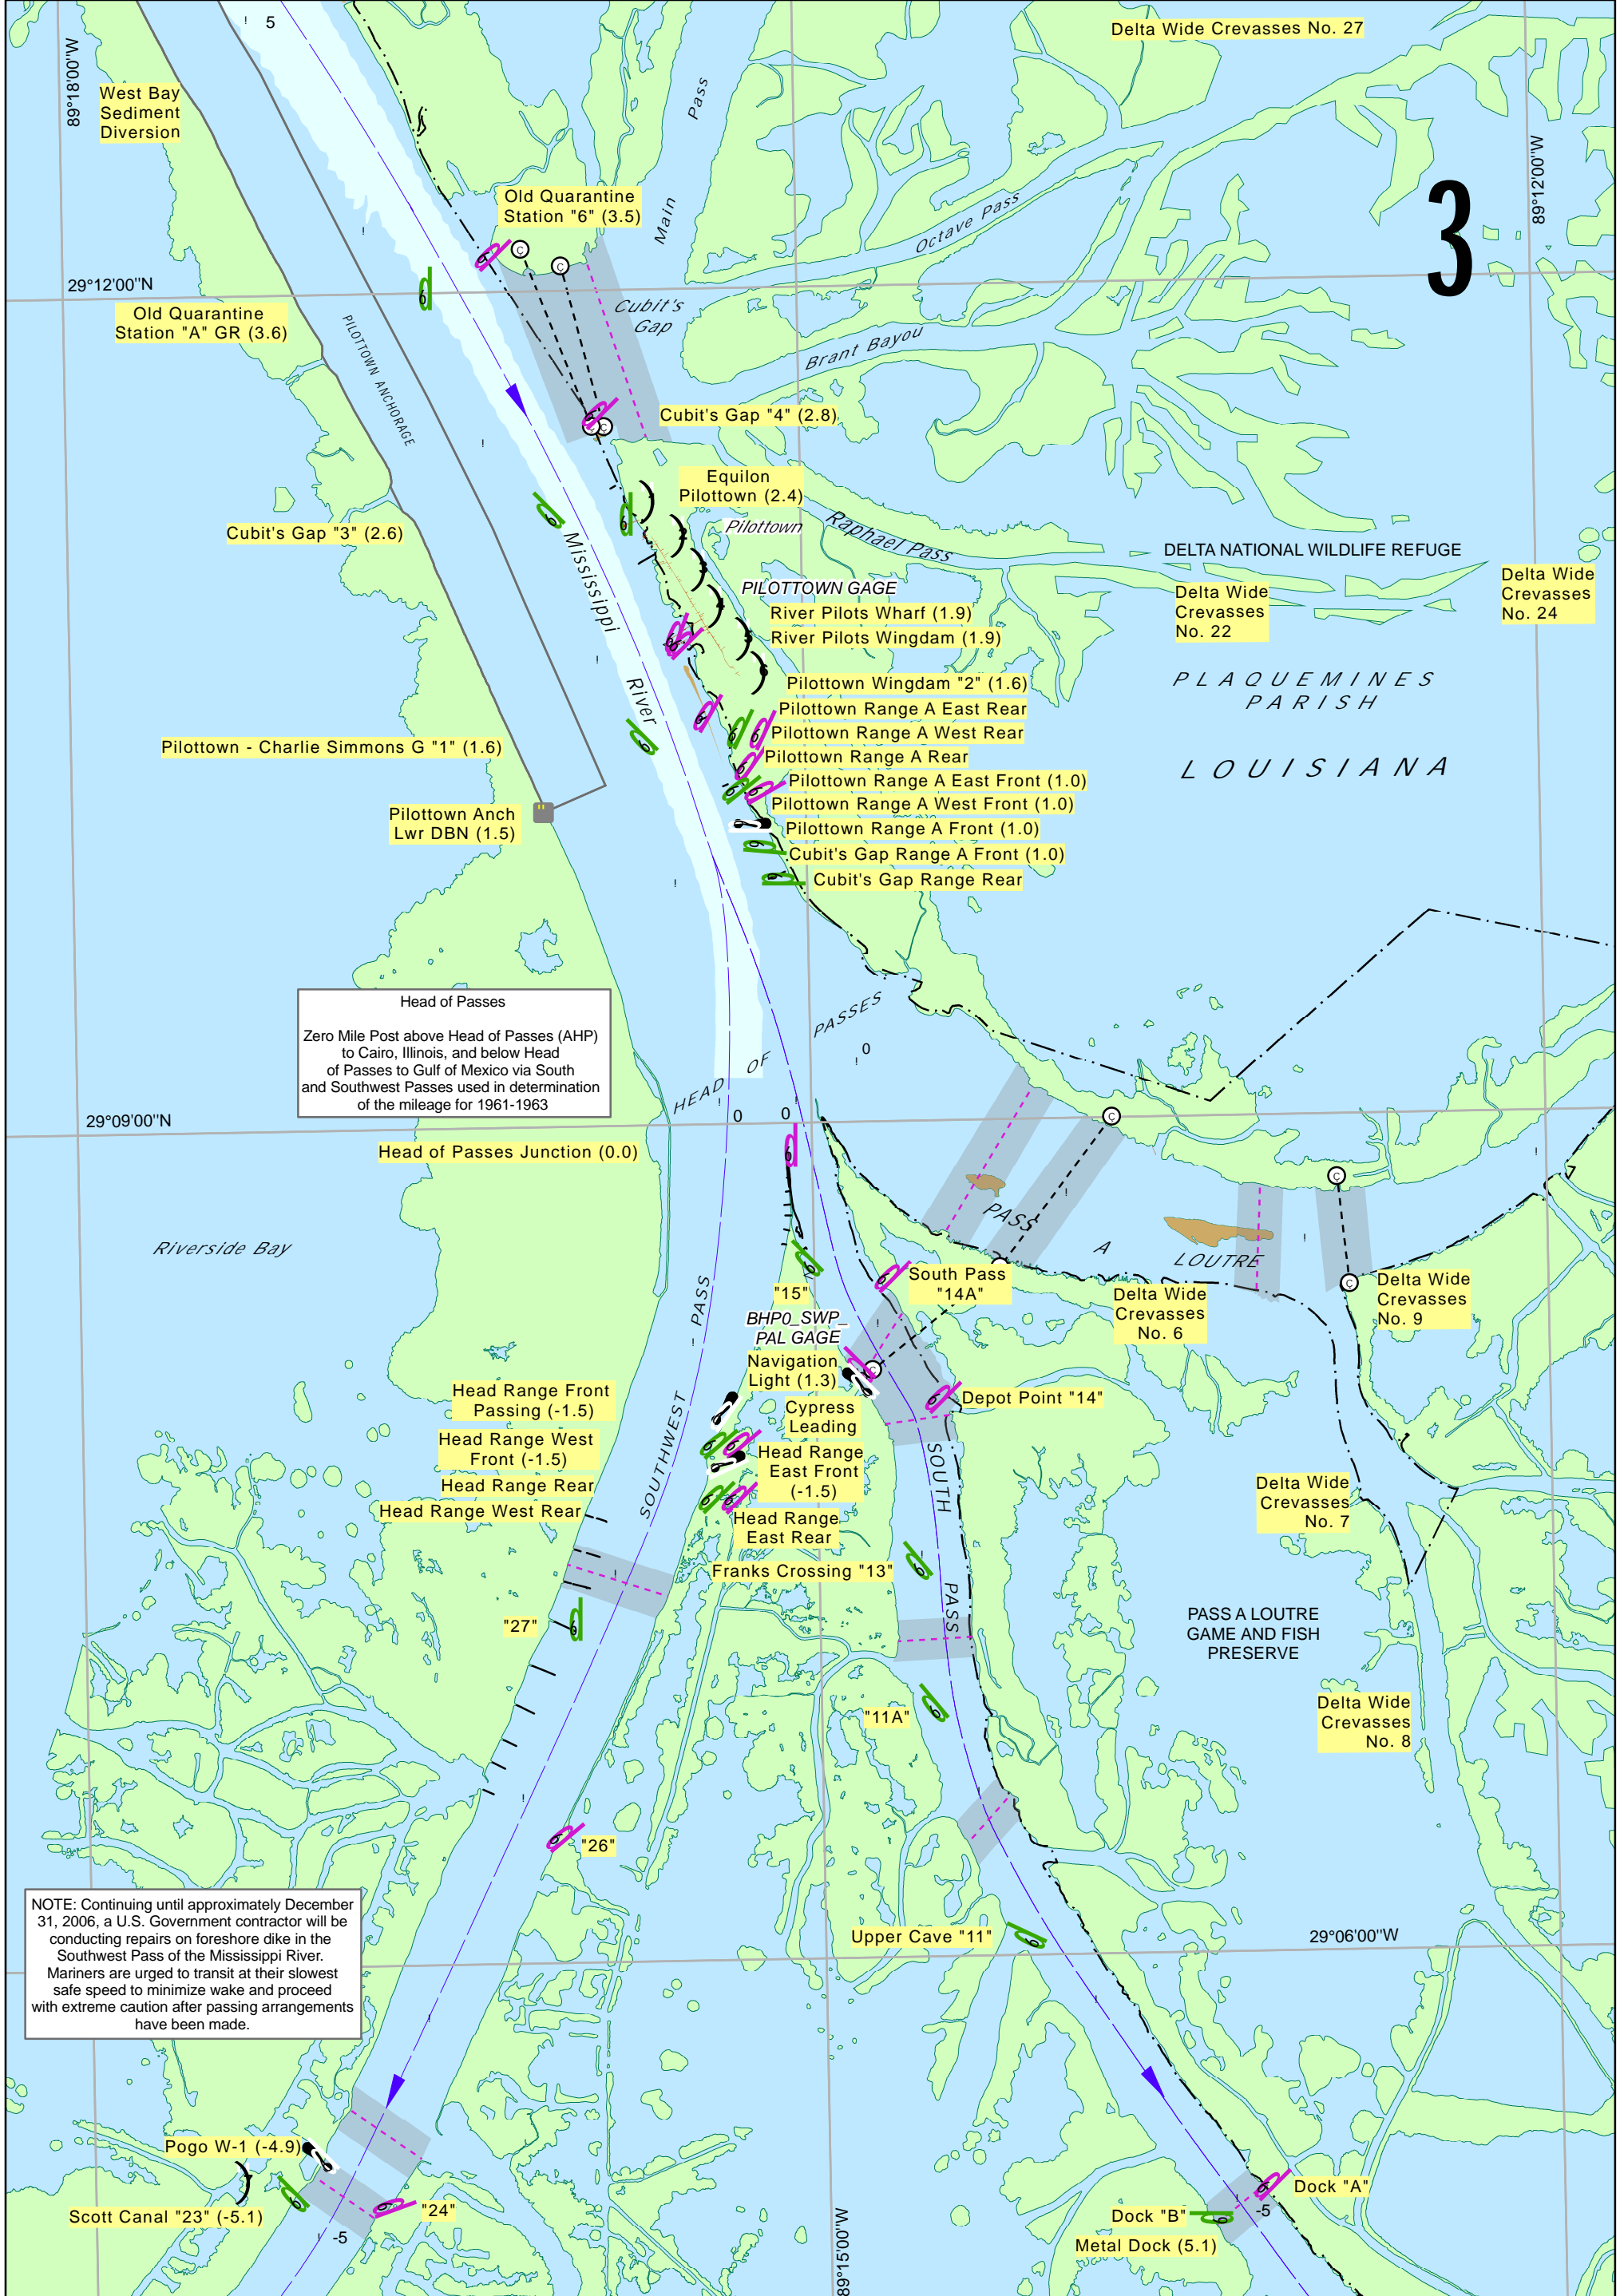 5
Delta Wide Crevasses No. 27
89°18'00"W
West Bay
Sediment
Diversion
Pass
Main
89°12'00"W
3
Old Quarantine
Station "6" (3.5)
Octave Pass
29°12'00"N
Old Quarantine
Station "A" GR (3.6)
PILOTTOWN ANCHORAGE
Cubit's
Gap
Brant Bayou
Cubit's Gap "4" (2.8)
Equilon
Pilottown (2.4)
Pilottown
Raphael Pass
Cubit's Gap "3" (2.6)
Mississippi
River
DELTA NATIONAL WILDLIFE REFUGE
Delta Wide
Crevasses
No. 22
Delta Wide
Crevasses
No. 24
PILOTTOWN GAGE
River Pilots Wharf (1.9)
River Pilots Wingdam (1.9)
PLAQUEMINES
PARISH
LOUISIANA
Pilottown Wingdam "2" (1.6)
Pilottown Range A East Rear
Pilottown Range A West Rear
Pilottown Range A Rear
Pilottown Range A East Front (1.0)
Pilottown Range A West Front (1.0)
Pilottown Range A Front (1.0)
Cubit's Gap Range A Front (1.0)
Cubit's Gap Range Rear
Pilottown - Charlie Simmons G "1" (1.6)
Pilottown Anch
Lwr DBN (1.5)
Head of Passes
Zero Mile Post above Head of Passes (AHP)
to Cairo, Illinois, and below Head
of Passes to Gulf of Mexico via South
and Southwest Passes used in determination
of the mileage for 1961-1963
HEAD OF PASSES
0
0
0
29°09'00"N
Head of Passes Junction (0.0)
Riverside Bay
PASS
A
LOUTRE
"15"
South Pass
"14A"
BHP0_SWP_
PAL GAGE
Navigation
Light (1.3)
Delta Wide
Crevasses
No. 6
Delta Wide
Crevasses
No. 9
SOUTHWEST
PASS
Head Range Front
Passing (-1.5)
Head Range West
Front (-1.5)
Head Range Rear
Head Range West Rear
Cypress
Leading
Depot Point "14"
Head Range
East Front
(-1.5)
Head Range
East Rear
SOUTH
PASS
Delta Wide
Crevasses
No. 7
Franks Crossing "13"
"27"
PASS A LOUTRE
GAME AND FISH
PRESERVE
"11A"
Delta Wide
Crevasses
No. 8
"26"
NOTE: Continuing until approximately December
31, 2006, a U.S. Government contractor will be
conducting repairs on foreshore dike in the
Southwest Pass of the Mississippi River.
Mariners are urged to transit at their slowest
safe speed to minimize wake and proceed
with extreme caution after passing arrangements
have been made.
Upper Cave "11"
29°06'00"W
Pogo W-1 (-4.9)
Scott Canal "23" (-5.1)
"24"
-5
89°15'00"W
Dock "A"
Dock "B"
-5
Metal Dock (5.1)